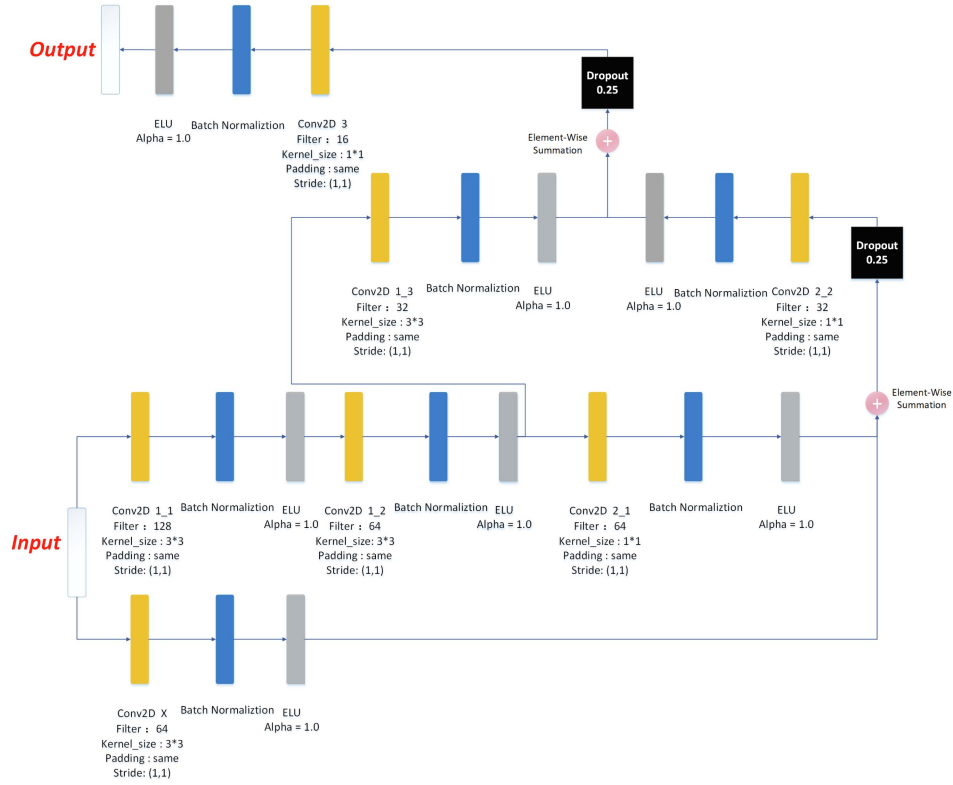 Output
ELU
Alpha = 1.0
Batch Normaliztion
Conv2D 3
Filter : 16
Kernel_size : 1*1
Padding : same
Stride: (1,1)
Dropout
0.25
Element-Wise
Summation
+
Conv2D 1_3
Filter : 32
Kernel_size : 3*3
Padding : same
Stride: (1,1)
Batch Normaliztion
ELU
Alpha = 1.0
ELU
Alpha = 1.0
Batch Normaliztion
Conv2D 2_2
Filter : 32
Kernel_size : 1*1
Padding : same
Stride: (1,1)
Dropout
0.25
+
Element-Wise
Summation
Input
Conv2D 1_1
Filter : 128
Kernel_size : 3*3
Padding : same
Stride: (1,1)
Batch Normaliztion
ELU
Alpha = 1.0
Conv2D 1_2
Filter : 64
Kernel_size: 3*3
Padding : same
Stride: (1,1)
Batch Normaliztion
ELU
Alpha = 1.0
Conv2D 2_1
Filter : 64
Kernel_size : 1*1
Padding : same
Stride: (1,1)
Batch Normaliztion
ELU
Alpha = 1.0
Conv2D X
Filter : 64
Kernel_size : 3*3
Padding : same
Stride: (1,1)
Batch Normaliztion
ELU
Alpha = 1.0